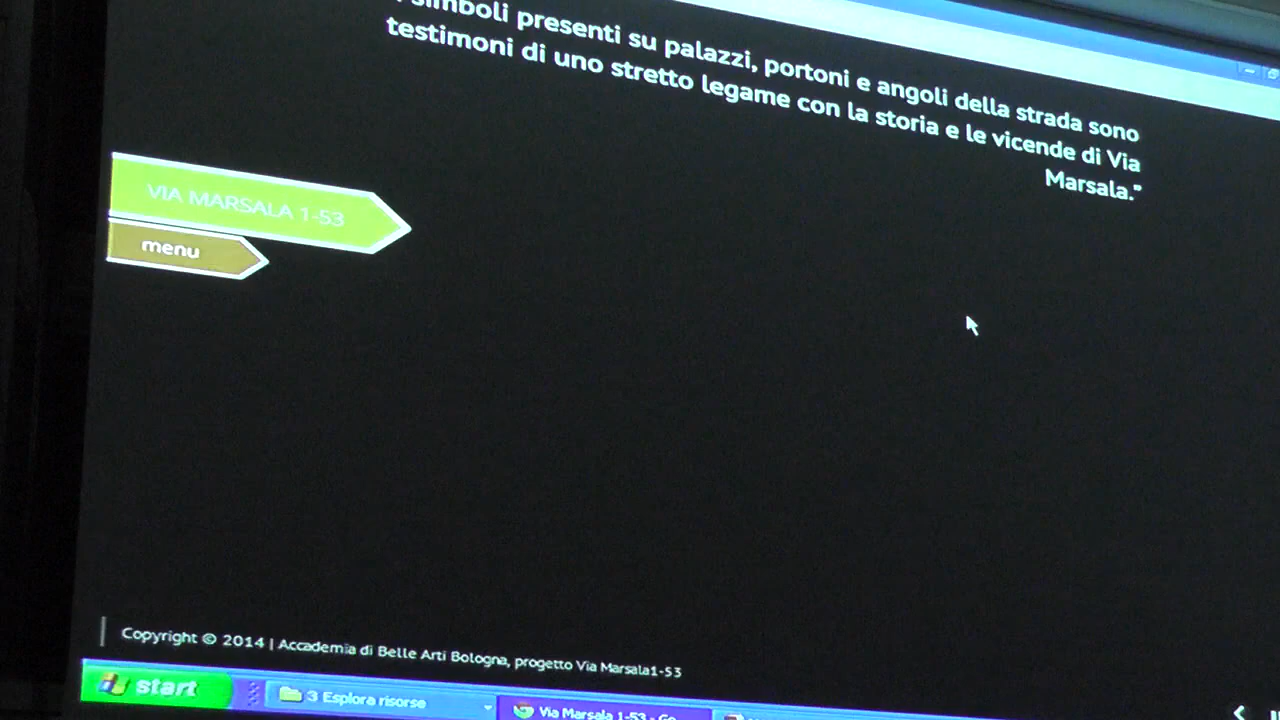 simboli presenti su palazzi, portoni e angoli della strada sono
testimoni di uno stretto legame con la storia e le vicende di Via
Marsala."
VIA MARSALA 1-53
menu
Copyright © 2014 | Accademia di Belle Arti Bologna, progetto Via Marsala1-53
start
3 Esplora risorse
Via Marsala 1-53 - Go